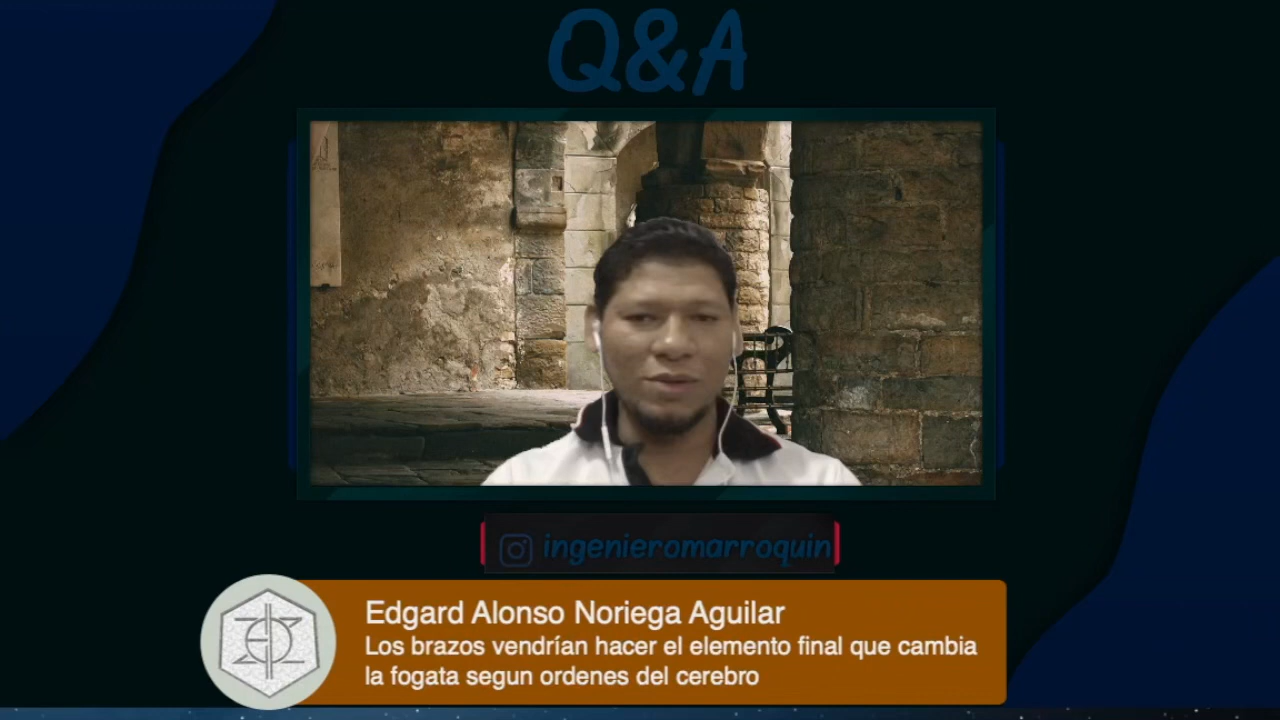 Q&A
ingenieromarroquin
Edgard Alonso Noriega Aguilar
Los brazos vendrían hacer el elemento final que cambia
la fogata segun ordenes del cerebro